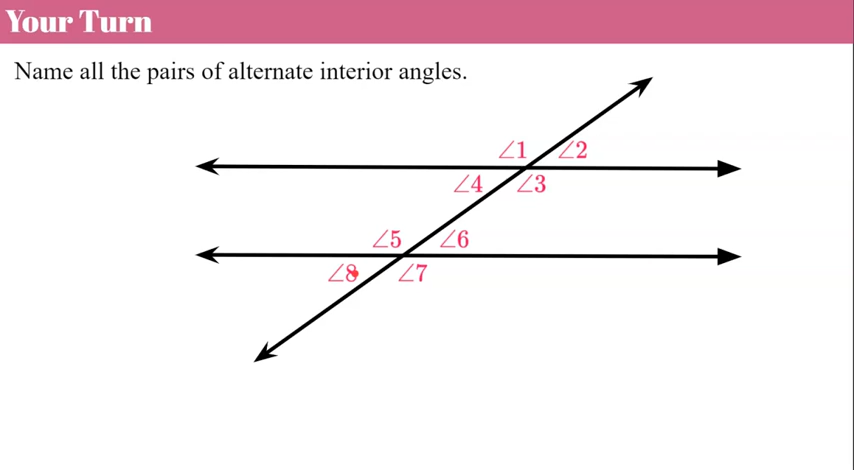 Your Turn
Name all the pairs of alternate interior angles.
∠1 ∠2
∠4 ∠3
∠5 ∠6
∠8 ∠7